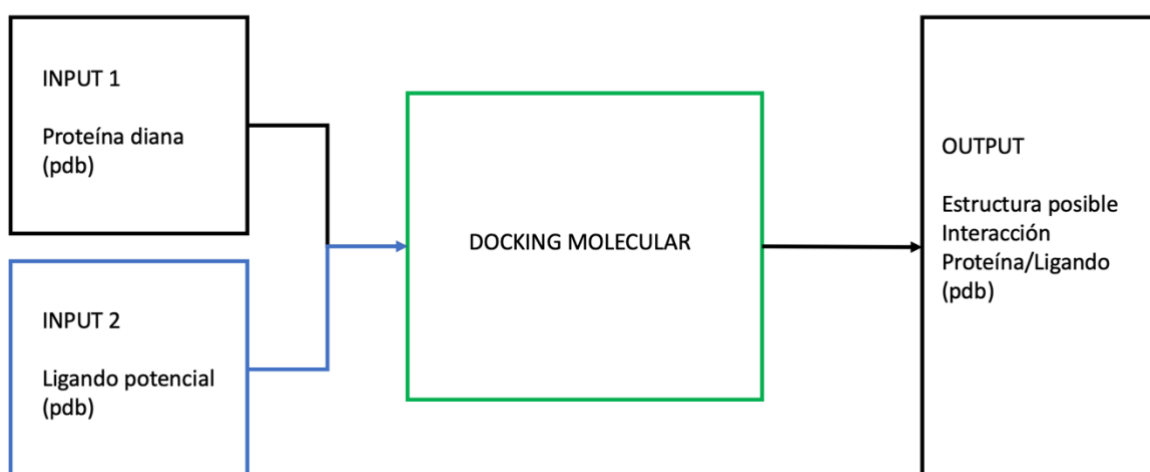 INPUT 1
Proteína diana
(pdb)
INPUT 2
Ligando potencial
(pdb)
DOCKING MOLECULAR
OUTPUT
Estructura posible
Interacción
Proteína/Ligando
(pdb)